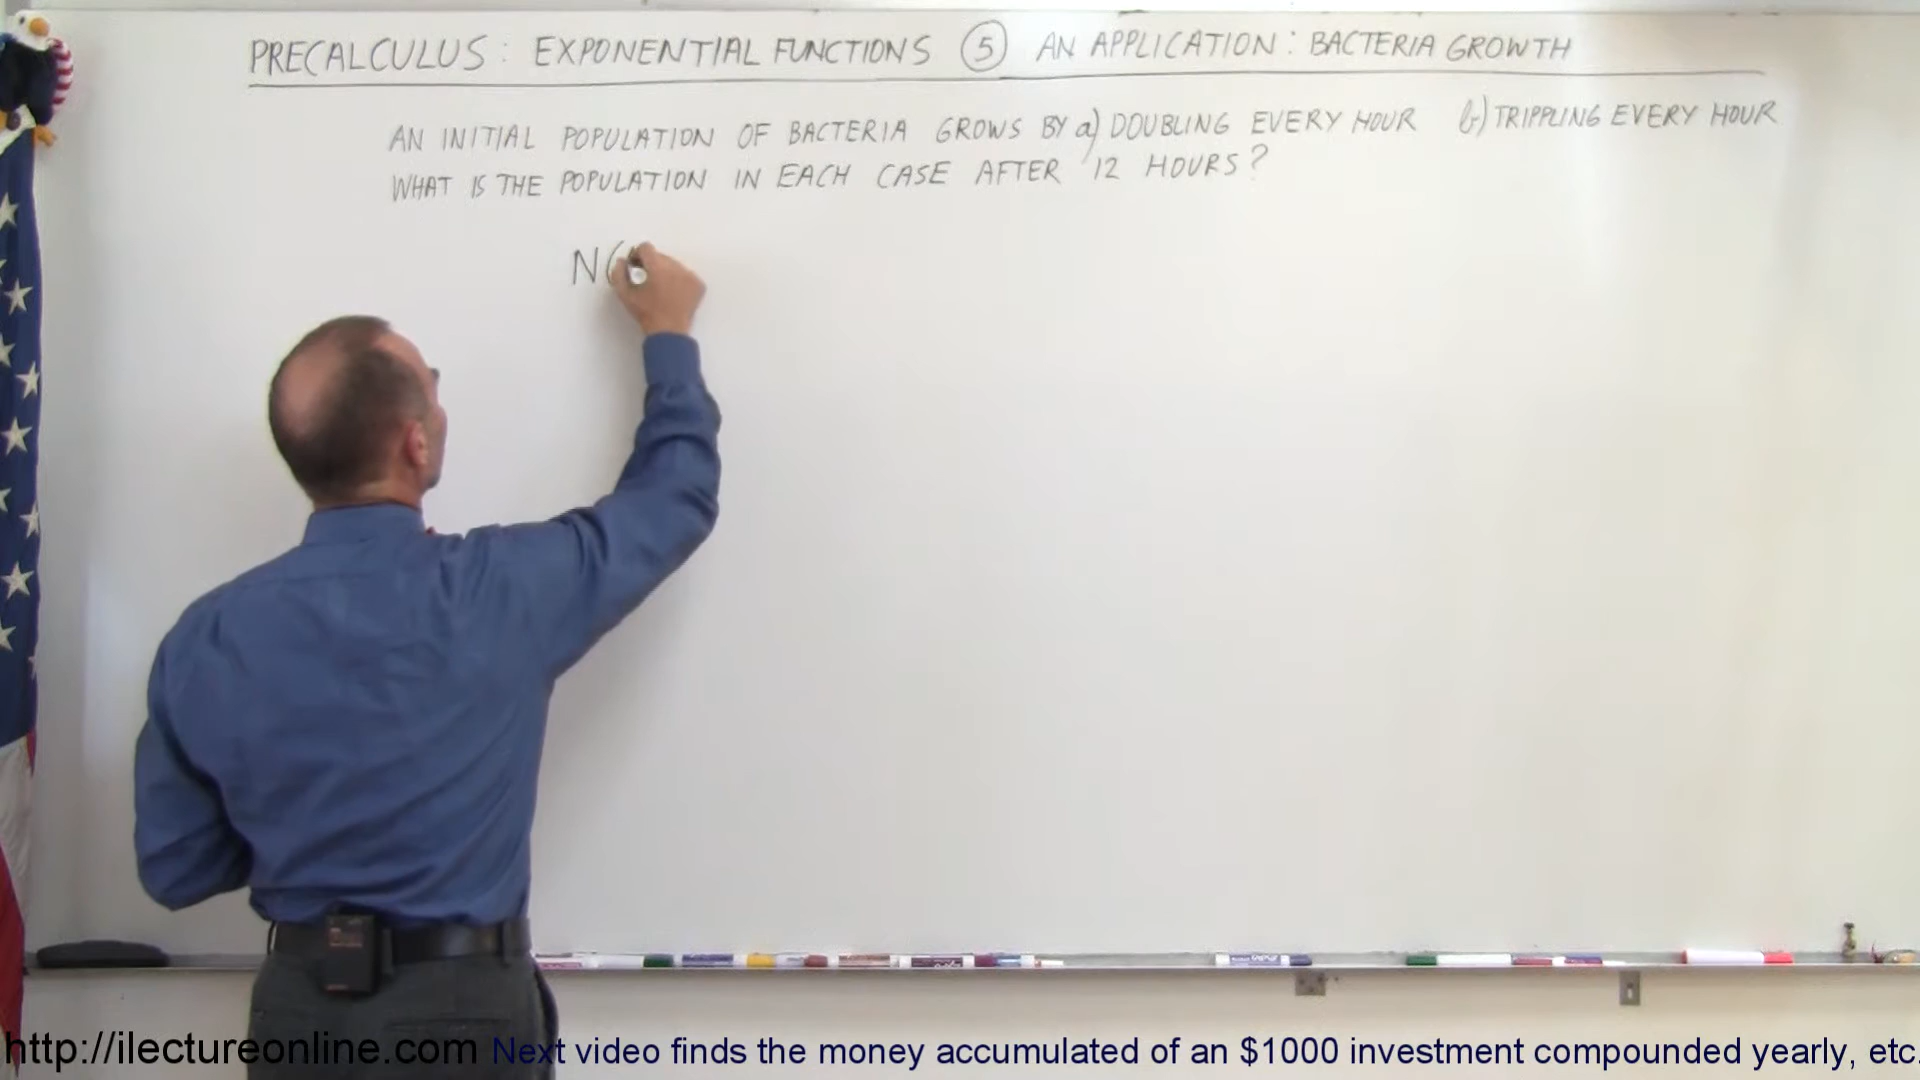 PRECALCULUS: EXPONENTIAL FUNCTIONS 5 AN APPLICATION: BACTERIA GROWTH
AN INITIAL POPULATION OF BACTERIA GROWS BY a) DOUBLING EVERY HOUR b) TRIPPLING EVERY HOUR
WHAT IS THE POPULATION IN EACH CASE AFTER 12 HOURS?
N(
http://ilectureonline.com Next video finds the money accumulated of an $1000 investment compounded yearly, etc.